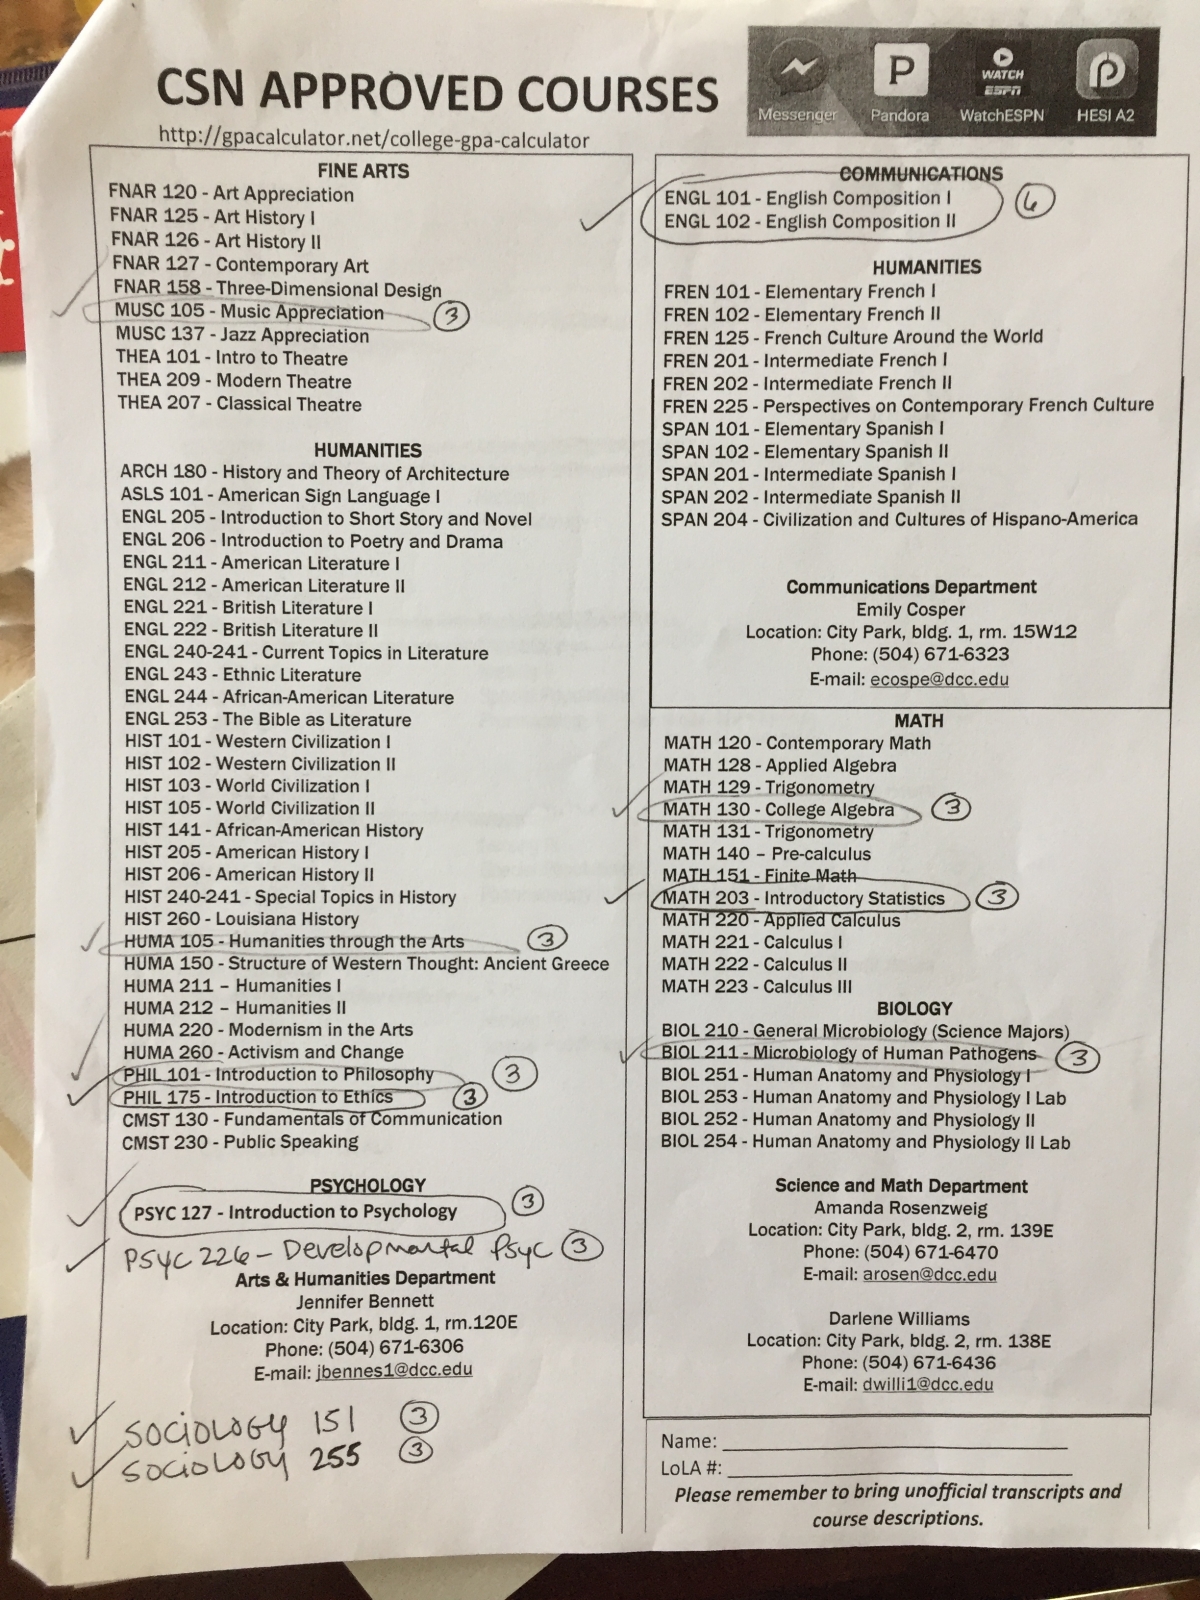 CSN APPROVED COURSES
http://gpacalculator.net/college-gpa-calculator
Messenger
P
Pandora
WATCH
ESPN
WatchESPN
HESI A2
FINE ARTS
FNAR 120 - Art Appreciation
FNAR 125 - Art History I
FNAR 126 - Art History II
FNAR 127 - Contemporary Art
FNAR 158 - Three-Dimensional Design
MUSC 105 - Music Appreciation 3
MUSC 137 - Jazz Appreciation
THEA 101 - Intro to Theatre
THEA 209 - Modern Theatre
THEA 207 - Classical Theatre
HUMANITIES
ARCH 180 - History and Theory of Architecture
ASLS 101 - American Sign Language I
ENGL 205 - Introduction to Short Story and Novel
ENGL 206 - Introduction to Poetry and Drama
ENGL 211 - American Literature I
ENGL 212 - American Literature II
ENGL 221 - British Literature I
ENGL 222 - British Literature II
ENGL 240-241 - Current Topics in Literature
ENGL 243 - Ethnic Literature
ENGL 244 - African-American Literature
ENGL 253 - The Bible as Literature
HIST 101 - Western Civilization I
HIST 102 - Western Civilization II
HIST 103 - World Civilization I
HIST 105 - World Civilization II
HIST 141 - African-American History
HIST 205 - American History I
HIST 206 - American History II
HIST 240-241 - Special Topics in History
HIST 260 - Louisiana History
HUMA 105 - Humanities through the Arts 3
HUMA 150 - Structure of Western Thought: Ancient Greece
HUMA 211 – Humanities I
HUMA 212 – Humanities II
HUMA 220 - Modernism in the Arts
HUMA 260 - Activism and Change
PHIL 101 - Introduction to Philosophy 3
PHIL 175 - Introduction to Ethics 3
CMST 130 - Fundamentals of Communication
CMST 230 - Public Speaking
PSYCHOLOGY
PSYC 127 - Introduction to Psychology 3
PSYC 226 - Developmental Psyc 3
Arts & Humanities Department
Jennifer Bennett
Location: City Park, bldg. 1, rm.120E
Phone: (504) 671-6306
E-mail: jbennes1@dcc.edu
SOCIOLOGY 151 3
SOCIOLOGY 255 3
COMMUNICATIONS
ENGL 101 - English Composition I 6
ENGL 102 - English Composition II
HUMANITIES
FREN 101 - Elementary French I
FREN 102 - Elementary French II
FREN 125 - French Culture Around the World
FREN 201 - Intermediate French I
FREN 202 - Intermediate French II
FREN 225 - Perspectives on Contemporary French Culture
SPAN 101 - Elementary Spanish I
SPAN 102 - Elementary Spanish II
SPAN 201 - Intermediate Spanish I
SPAN 202 - Intermediate Spanish II
SPAN 204 - Civilization and Cultures of Hispano-America
Communications Department
Emily Cosper
Location: City Park, bldg. 1, rm. 15W12
Phone: (504) 671-6323
E-mail: ecospe@dcc.edu
MATH
MATH 120 - Contemporary Math
MATH 128 - Applied Algebra
MATH 129 - Trigonometry
MATH 130 - College Algebra 3
MATH 131 - Trigonometry
MATH 140 – Pre-calculus
MATH 151 - Finite Math
MATH 203 - Introductory Statistics 3
MATH 220 - Applied Calculus
MATH 221 - Calculus I
MATH 222 - Calculus II
MATH 223 - Calculus III
BIOLOGY
BIOL 210 - General Microbiology (Science Majors)
BIOL 211 - Microbiology of Human Pathogens 3
BIOL 251 - Human Anatomy and Physiology I
BIOL 253 - Human Anatomy and Physiology I Lab
BIOL 252 - Human Anatomy and Physiology II
BIOL 254 - Human Anatomy and Physiology II Lab
Science and Math Department
Amanda Rosenzweig
Location: City Park, bldg. 2, rm. 139E
Phone: (504) 671-6470
E-mail: arosen@dcc.edu
Darlene Williams
Location: City Park, bldg. 2, rm. 138E
Phone: (504) 671-6436
E-mail: dwilli1@dcc.edu
Name:
LoLA #:
Please remember to bring unofficial transcripts and
course descriptions.